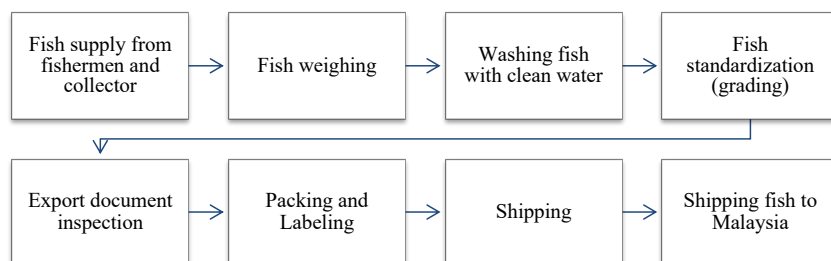 Fish supply from
fishermen and
collector
Fish weighing
Washing fish
with clean water
Fish
standardization
(grading)
Export document
inspection
Packing and
Labeling
Shipping
Shipping fish to
Malaysia